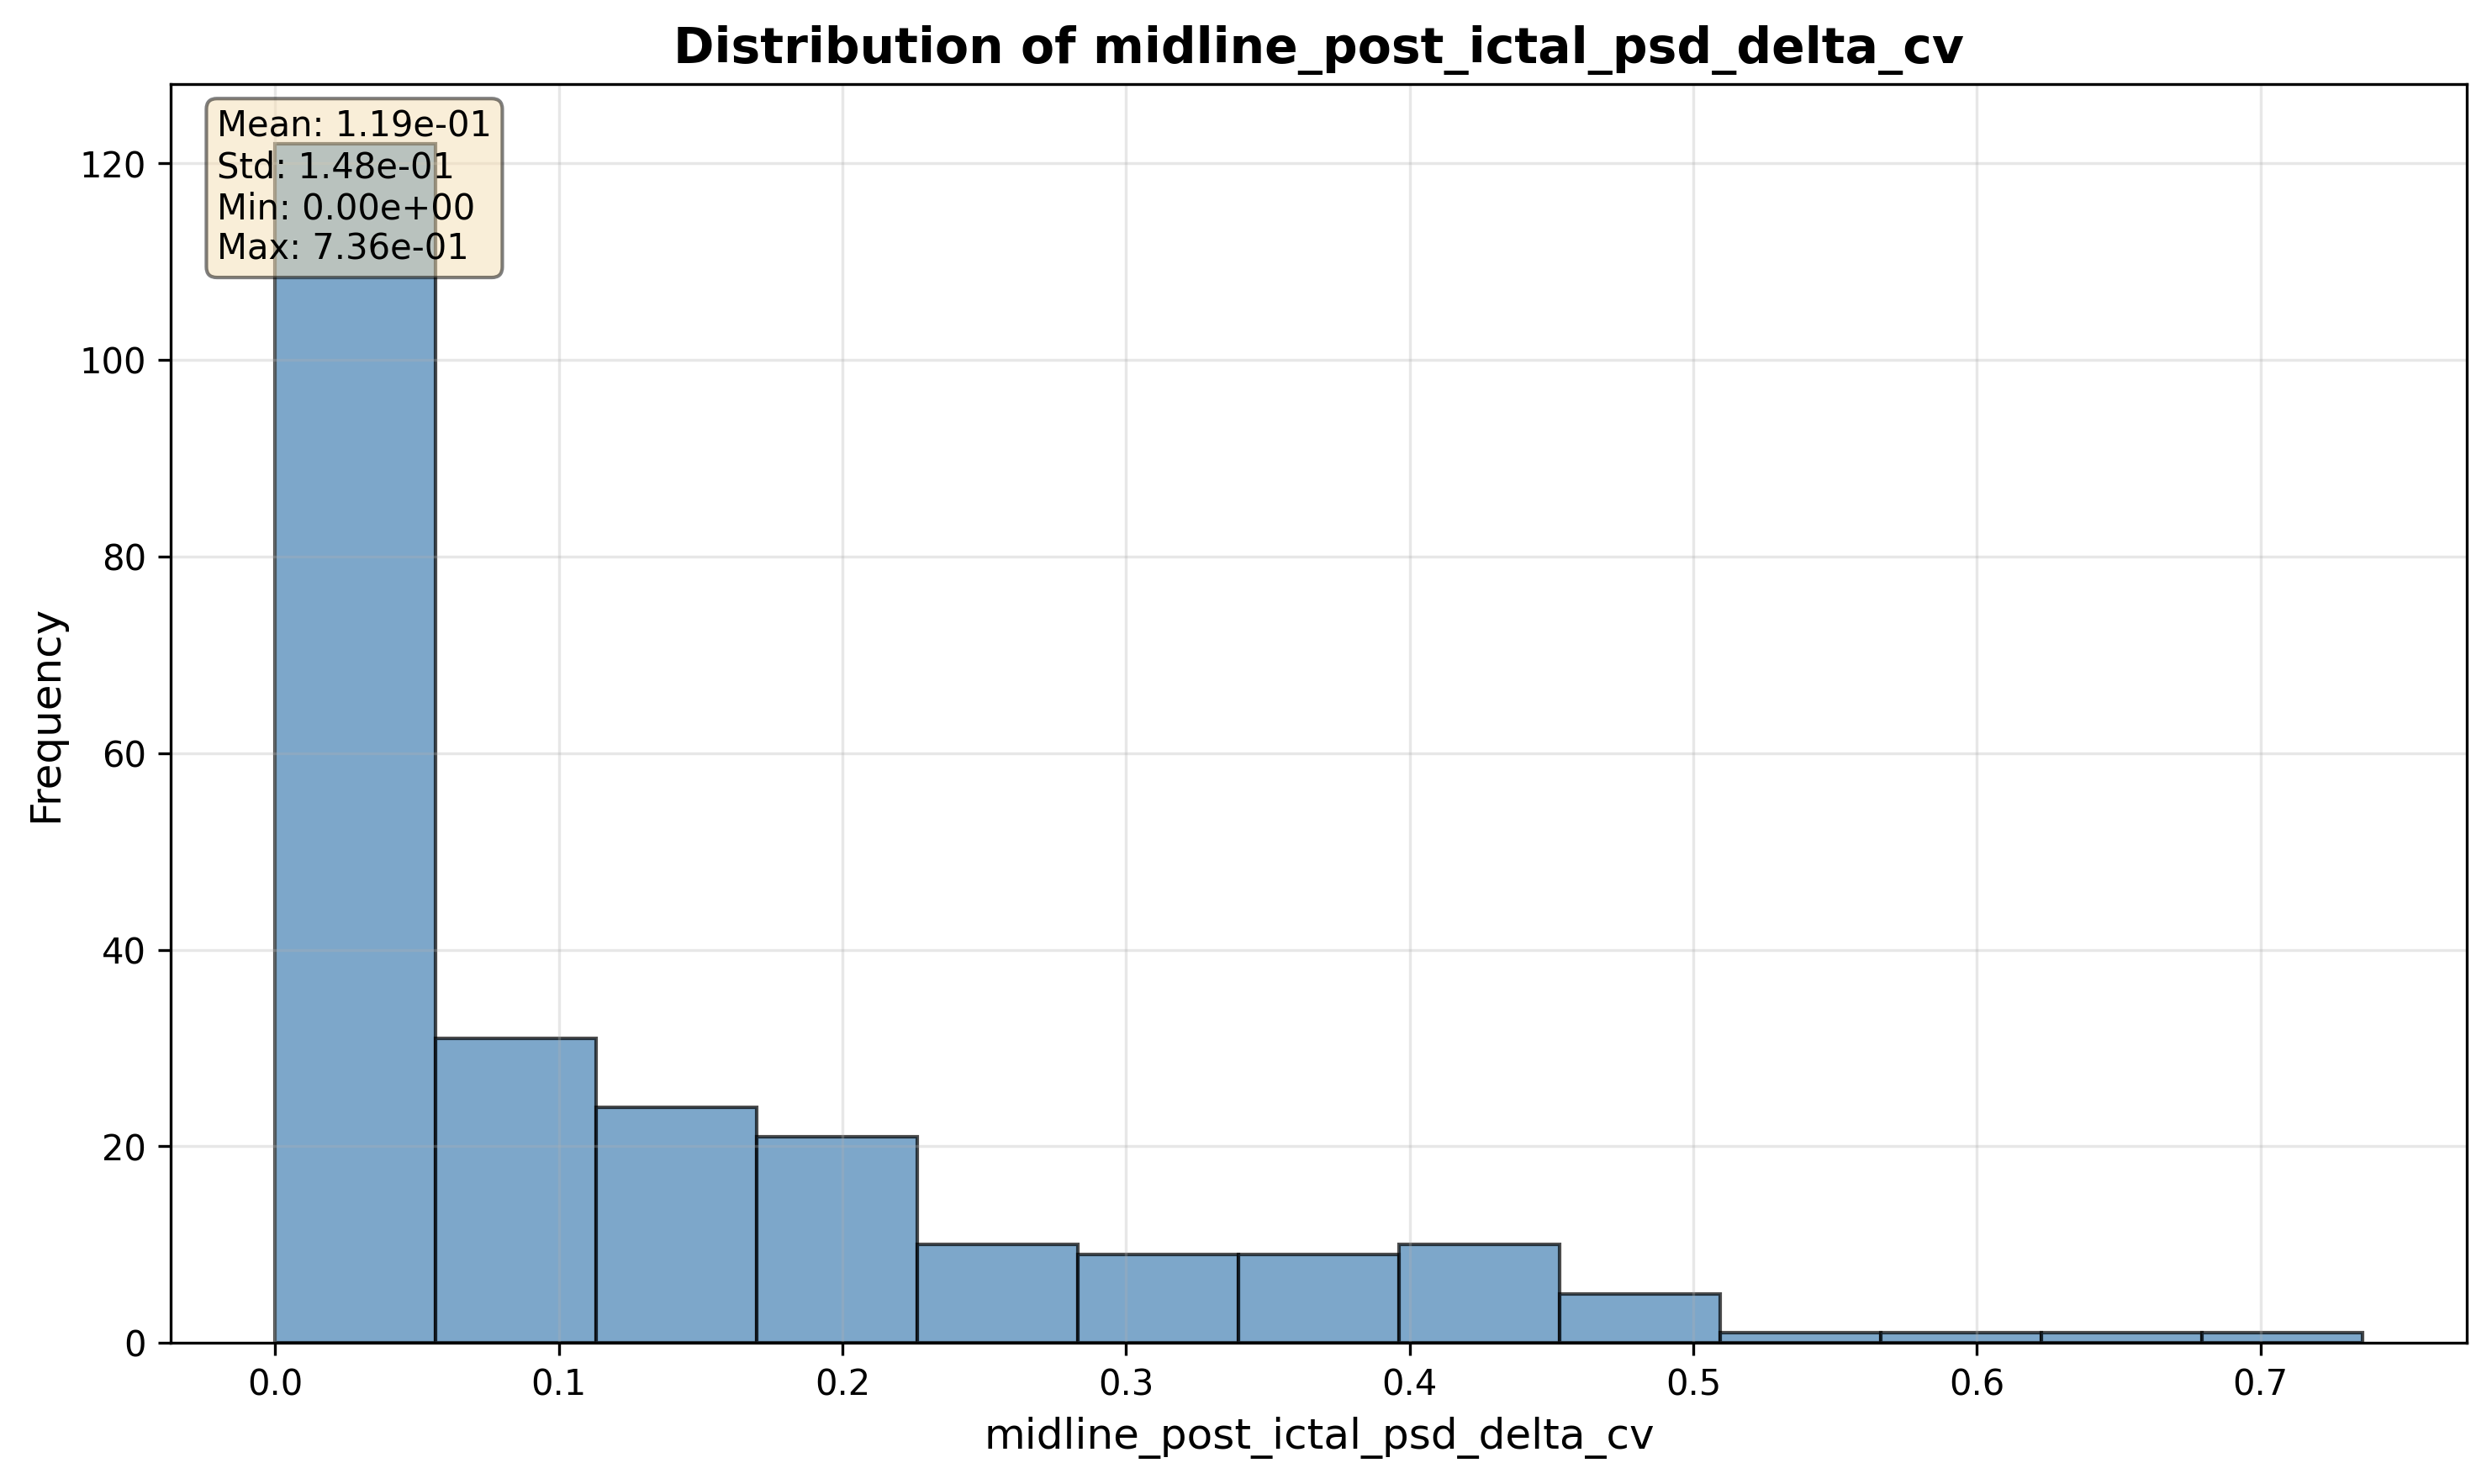 Distribution of midline_post_ictal_psd_delta_cv
Mean: 1.19e-01
Std: 1.48e-01
Min: 0.00e+00
Max: 7.36e-01
120
100
80
60
40
20
0
Frequency
0.0 0.1 0.2 0.3 0.4 0.5 0.6 0.7
midline_post_ictal_psd_delta_cv